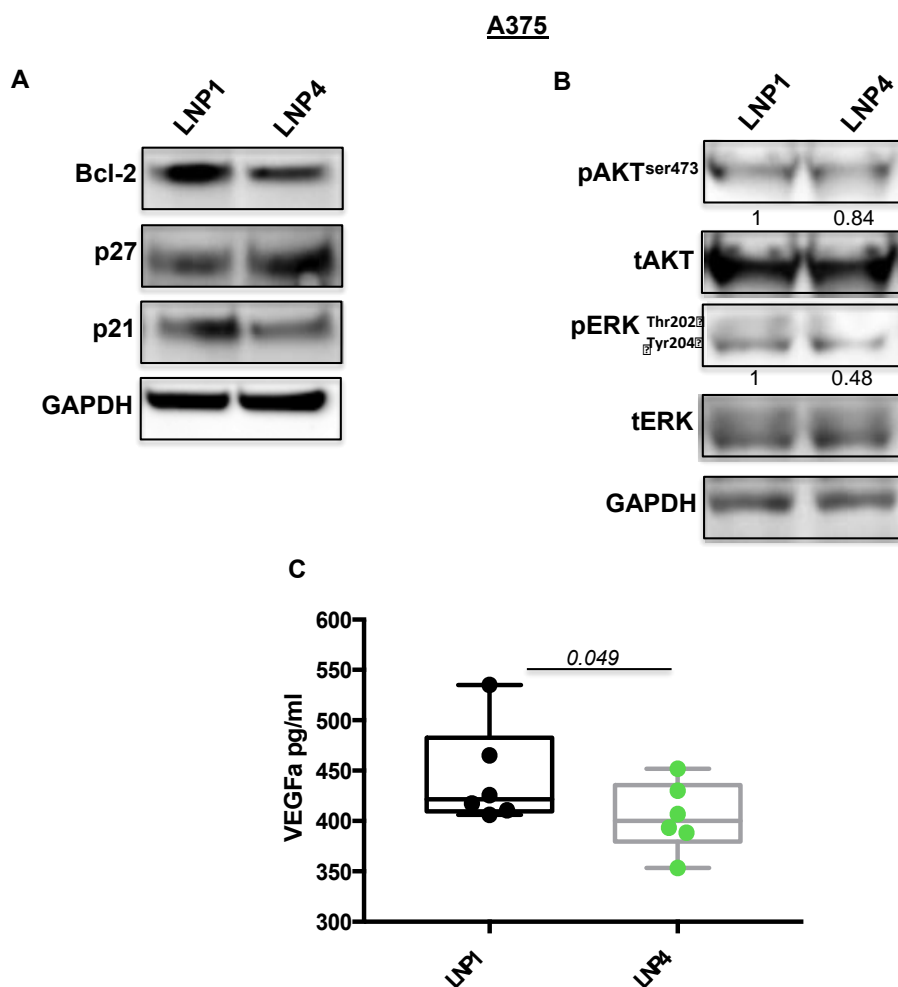 A375
A
LNP1 LNP4
Bcl-2
p27
p21
GAPDH
B
LNP1 LNP4
pAKTser473
1 0.84
tAKT
pERK Thr202
Tyr204
1 0.48
tERK
GAPDH
C
600
550
500
450
400
350
300
VEGFa pg/ml
0.049
LNP1 LNP4